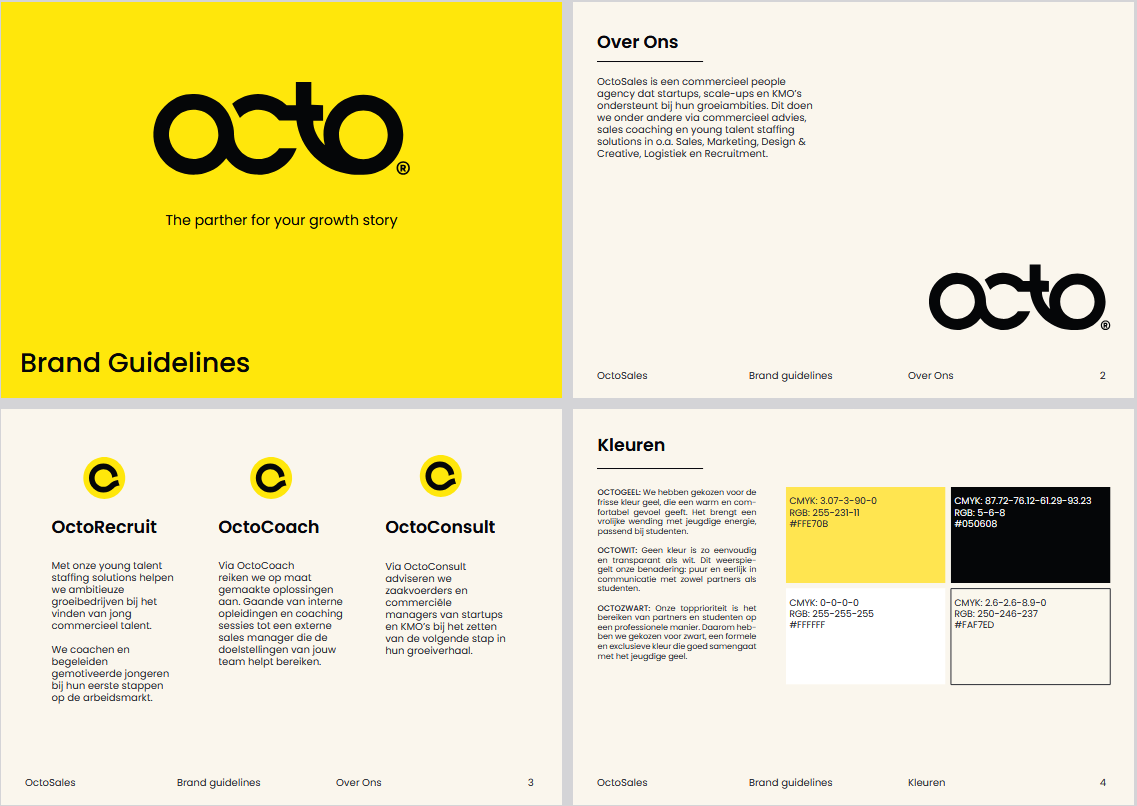 octo®
The parther for your growth story
Brand Guidelines
Over Ons
OctoSales is een commercieel people
agency dat startups, scale-ups en KMO's
ondersteunt bij hun groeiambities. Dit doen
we onder andere via commercieel advies,
sales coaching en young talent staffing
solutions in o.a. Sales, Marketing, Design &
Creative, Logistiek en Recruitment.
octo®
OctoSales
Brand guidelines
Over Ons
2
OctoRecruit
Met onze young talent
staffing solutions helpen
we ambitieuze
groeibedrijven bij het
vinden van jong
commercieel talent.
We coachen en
begeleiden
gemotiveerde jongeren
bij hun eerste stappen
op de arbeidsmarkt.
OctoCoach
Via OctoCoach
reiken we op maat
gemaakte oplossingen
aan. Gaande van interne
opleidingen en coaching
sessies tot een externe
sales manager die de
doelstellingen van jouw
team helpt bereiken.
OctoConsult
Via OctoConsult
adviseren we
zaakvoerders en
commerciële
managers van startups
en KMO's bij het zetten
van de volgende stap in
hun groeiverhaal.
OctoSales
Brand guidelines
Over Ons
3
Kleuren
OCTOGEEL: We hebben gekozen voor de
frisse kleur geel, die een warm en com-
fortabel gevoel geeft. Het brengt een
vrolijke wending met jeugdige energie,
passend bij studenten.
OCTOWIT: Geen kleur is zo eenvoudig
en transparant als wit. Dit weerspie-
gelt onze benadering: puur en eerlijk in
communicatie met zowel partners als
studenten.
OCTOZWART: Onze topprioriteit is het
bereiken van partners en studenten op
een professionele manier. Daarom heb-
ben we gekozen voor zwart, een formele
en exclusieve kleur die goed samengaat
met het jeugdige geel.
CMYK: 3.07-3-90-0
RGB: 255-231-11
#FFE70B
CMYK: 87.72-76.12-61.29-93.23
RGB: 5-6-8
#050608
CMYK: 0-0-0-0
RGB: 255-255-255
#FFFFFF
CMYK: 2.6-2.6-8.9-0
RGB: 250-246-237
#FAF7ED
OctoSales
Brand guidelines
Kleuren
4